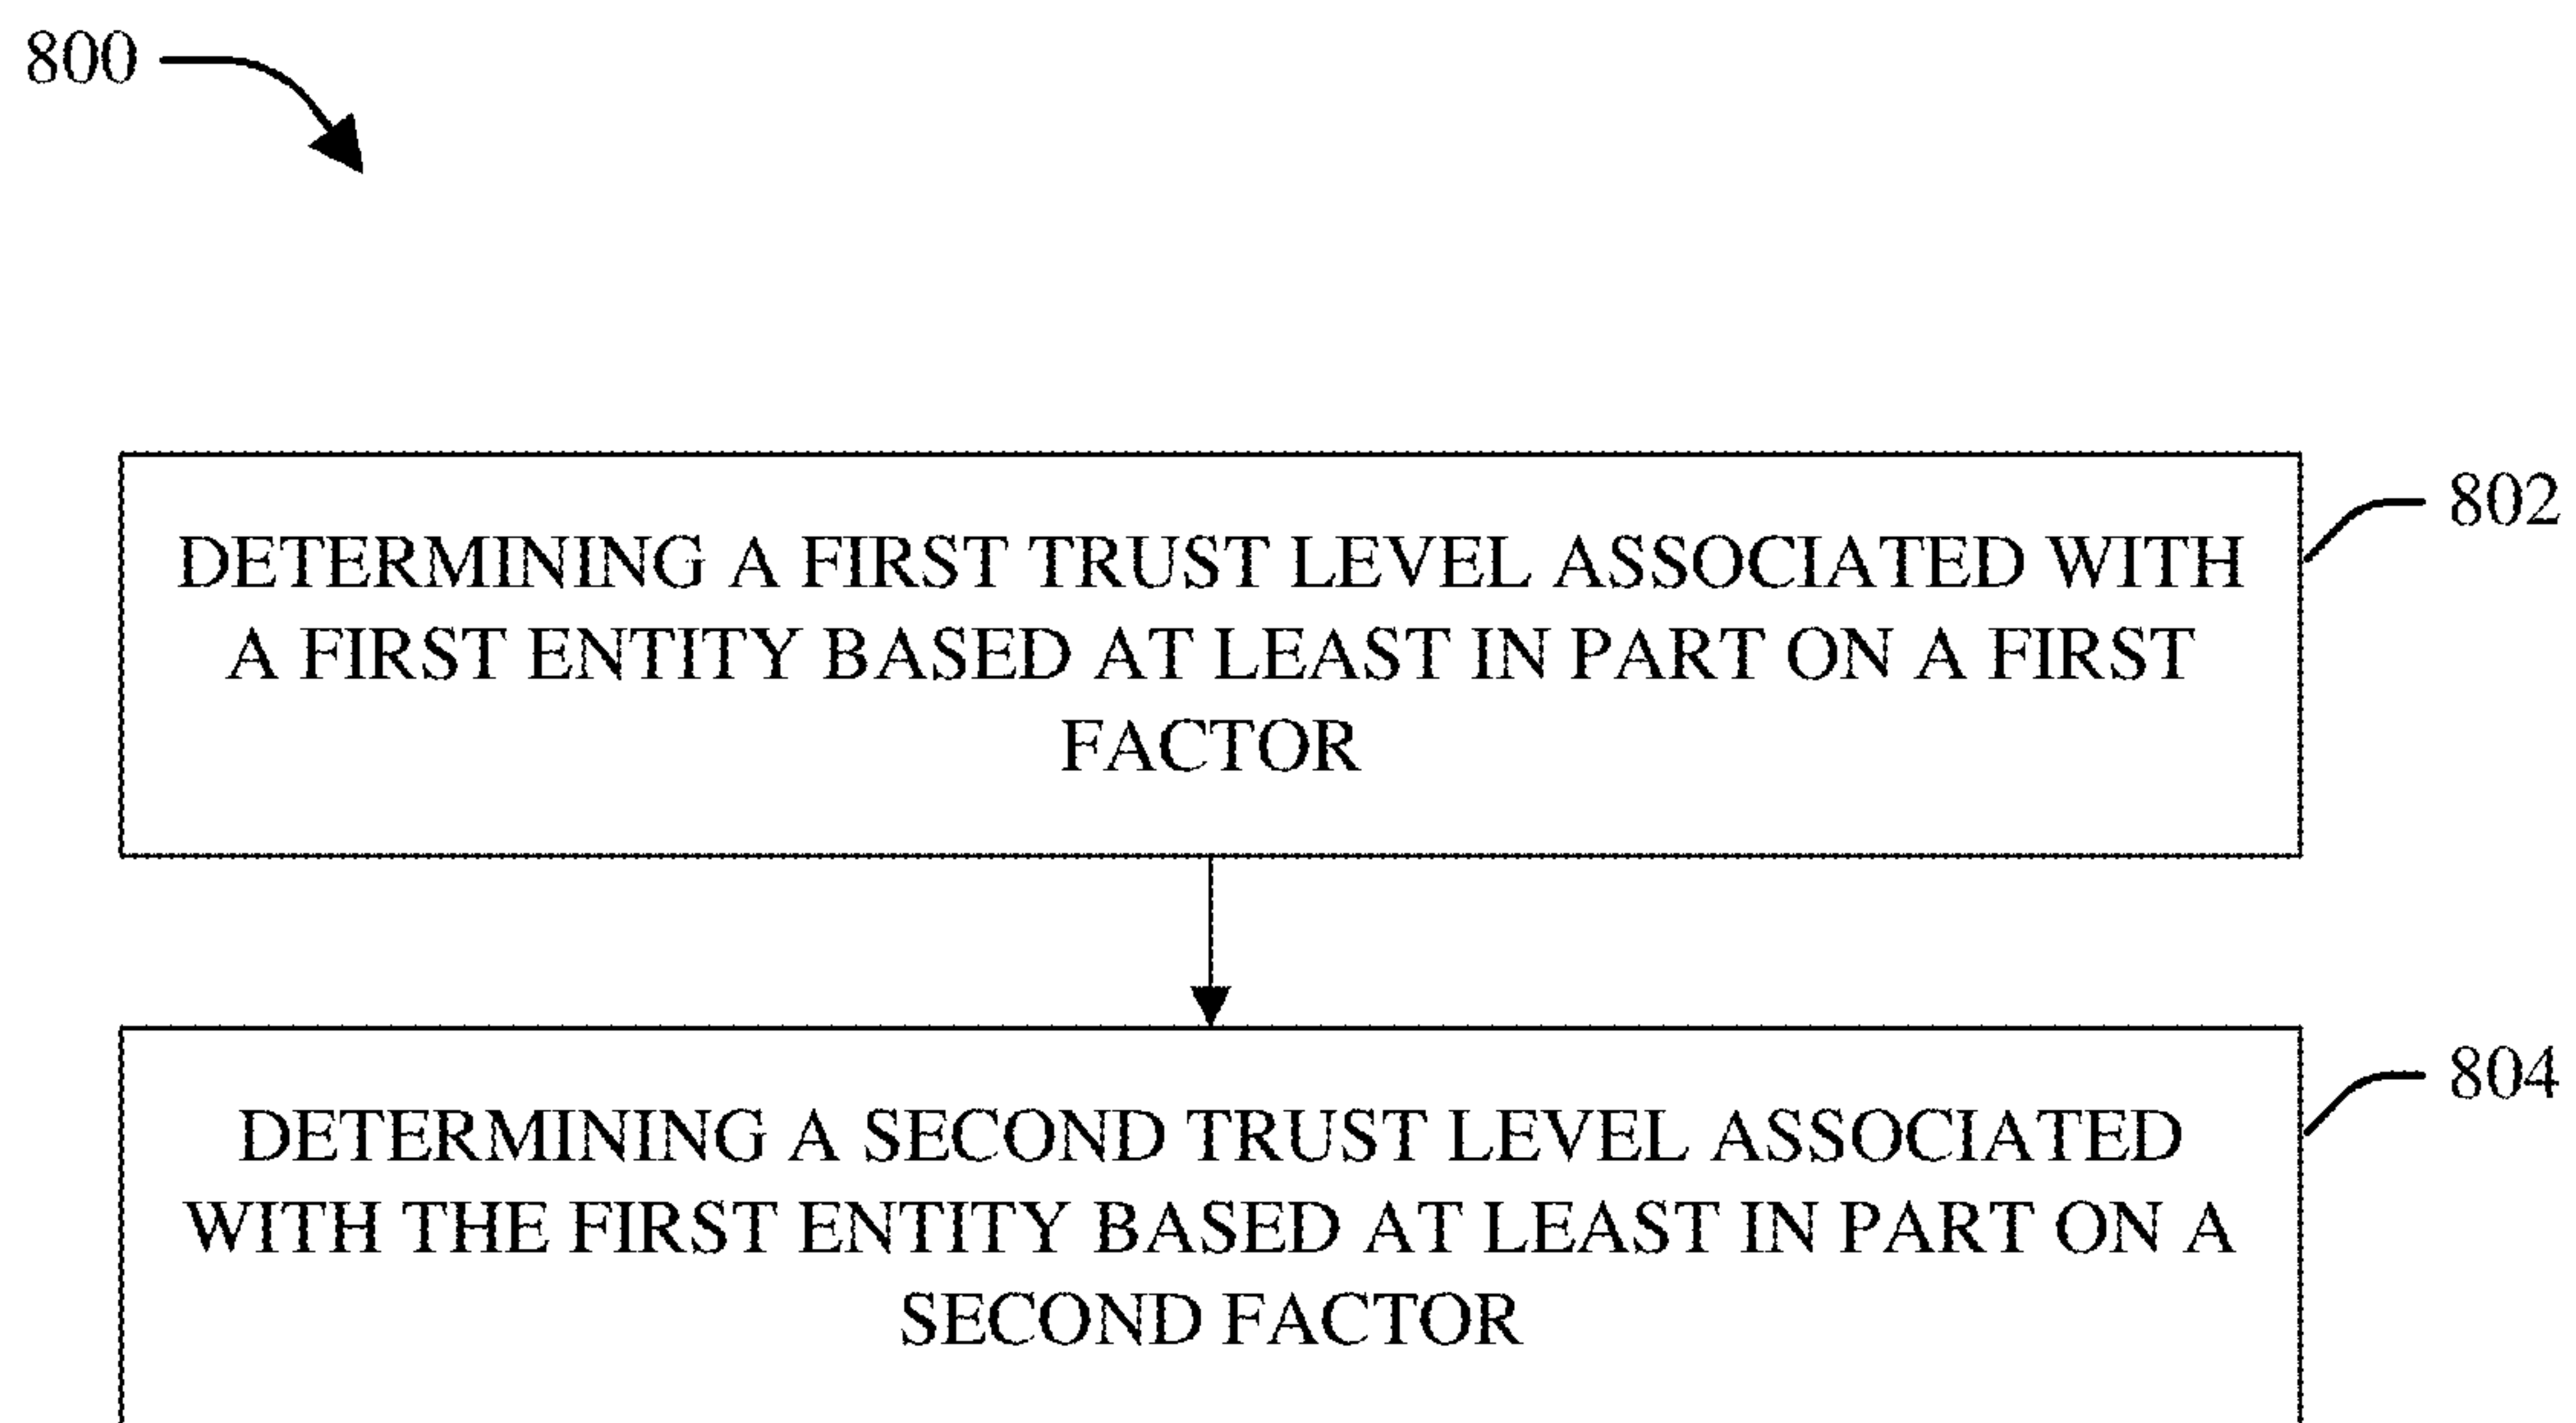 800
802
DETERMINING A FIRST TRUST LEVEL ASSOCIATED WITH
A FIRST ENTITY BASED AT LEAST IN PART ON A FIRST
FACTOR
804
DETERMINING A SECOND TRUST LEVEL ASSOCIATED
WITH THE FIRST ENTITY BASED AT LEAST IN PART ON A
SECOND FACTOR